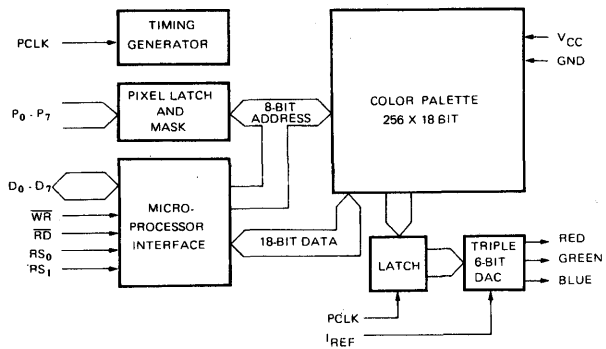 PCLK
TIMING
GENERATOR
P0 - P7
PIXEL LATCH
AND
MASK
8-BIT
ADDRESS
COLOR PALETTE
256 X 18 BIT
VCC
GND
D0 - D7
WR
RD
RS0
RS1
MICRO-
PROCESSOR
INTERFACE
18-BIT DATA
LATCH
TRIPLE
6-BIT
DAC
RED
GREEN
BLUE
PCLK
IREF